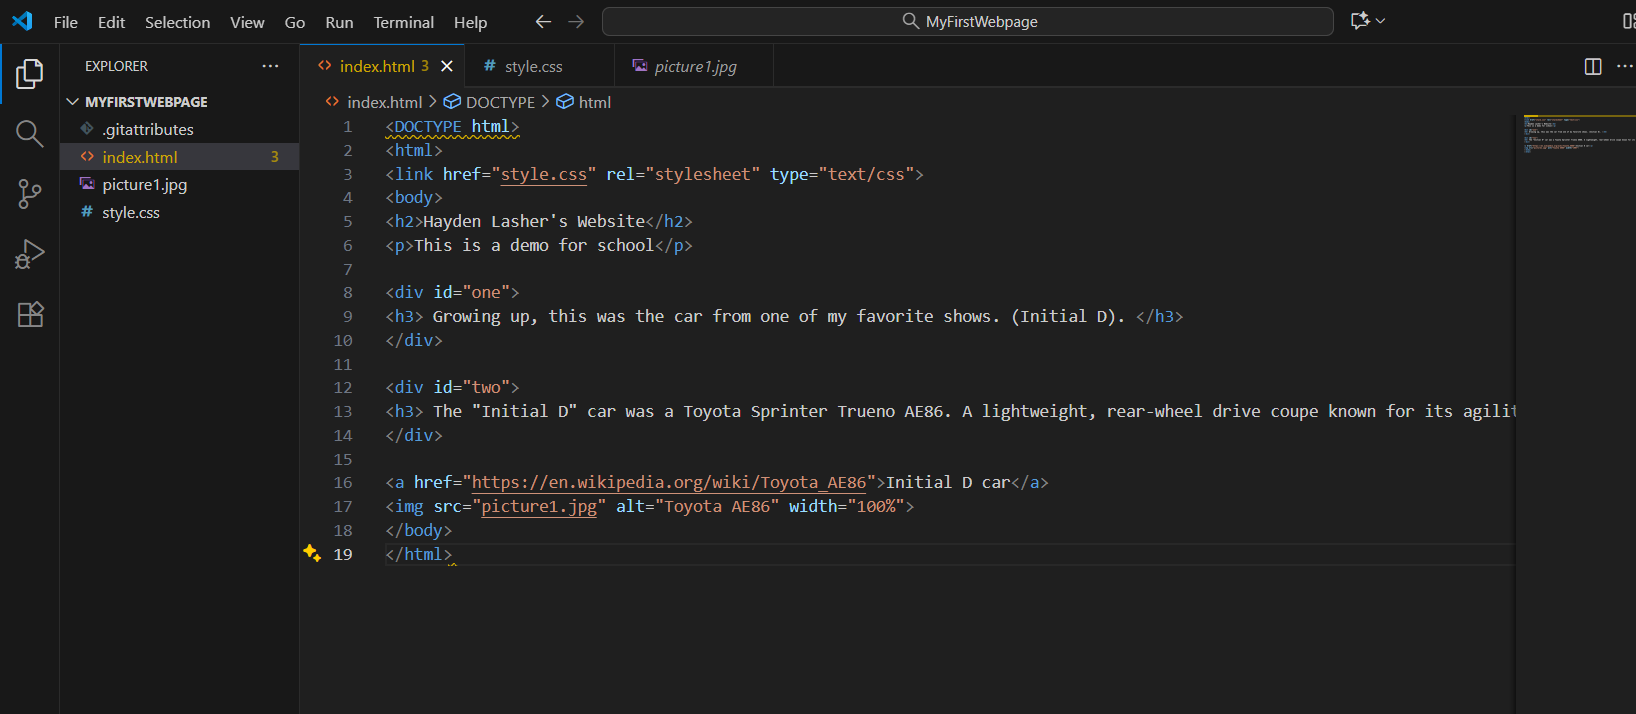 File Edit Selection View Go Run Terminal Help
MyFirstWebpage
EXPLORER
MYFIRSTWEBPAGE
.gitattributes
index.html 3
picture1.jpg
style.css
index.html 3
style.css
picture1.jpg
index.html > DOCTYPE > html
1 <DOCTYPE html>
2 <html>
3 <link href="style.css" rel="stylesheet" type="text/css">
4 <body>
5 <h2>Hayden Lasher's Website</h2>
6 <p>This is a demo for school</p>
7
8 <div id="one">
9 <h3> Growing up, this was the car from one of my favorite shows. (Initial D). </h3>
10 </div>
11
12 <div id="two">
13 <h3> The "Initial D" car was a Toyota Sprinter Trueno AE86. A lightweight, rear-wheel drive coupe known for its agilit
14 </div>
15
16 <a href="https://en.wikipedia.org/wiki/Toyota_AE86">Initial D car</a>
17 <img src="picture1.jpg" alt="Toyota AE86" width="100%">
18 </body>
19 </html>